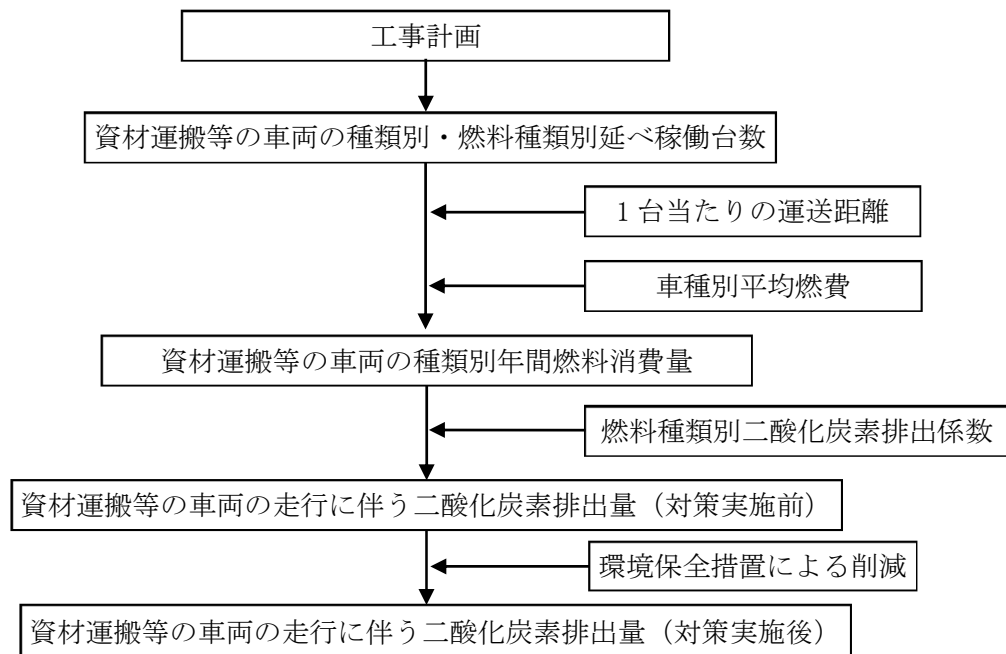 工事計画
資材運搬等の車両の種類別・燃料種類別延べ稼働台数
1台当たりの運送距離
車種別平均燃費
資材運搬等の車両の種類別年間燃料消費量
燃料種類別二酸化炭素排出係数
資材運搬等の車両の走行に伴う二酸化炭素排出量（対策実施前）
環境保全措置による削減
資材運搬等の車両の走行に伴う二酸化炭素排出量（対策実施後）